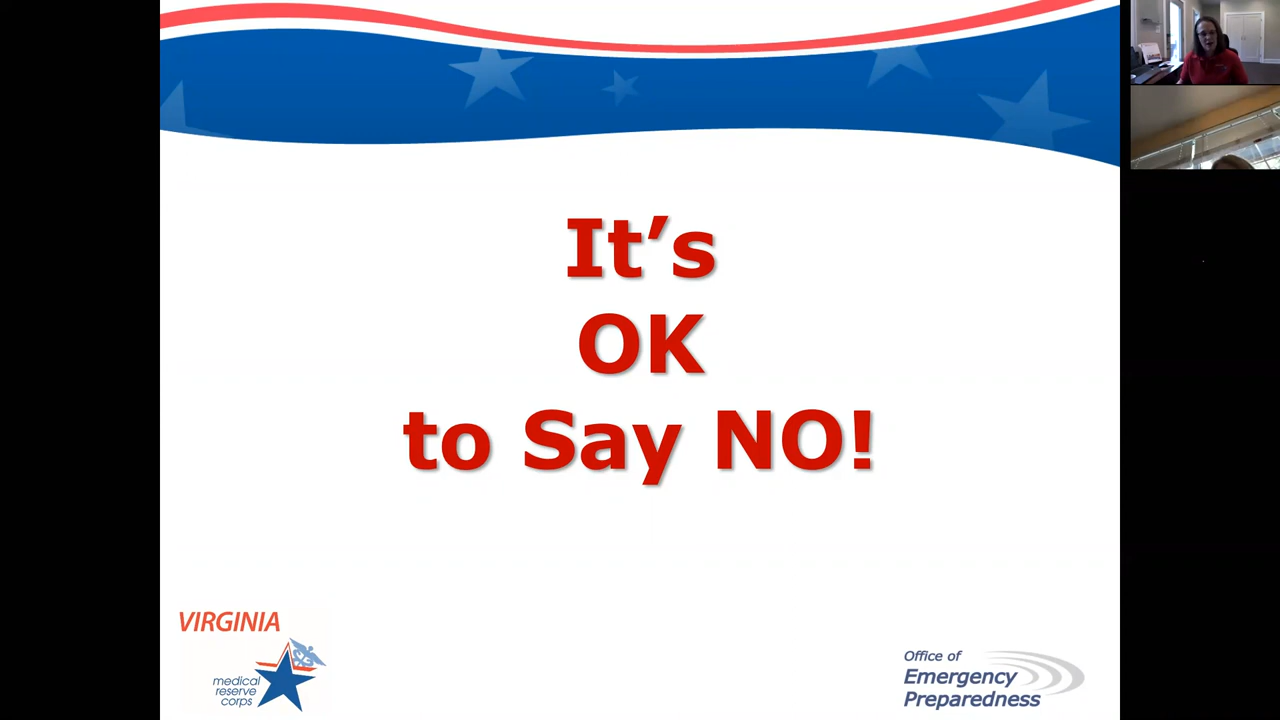 It's
OK
to Say NO!
VIRGINIA
medical
reserve
corps
Office of
Emergency
Preparedness